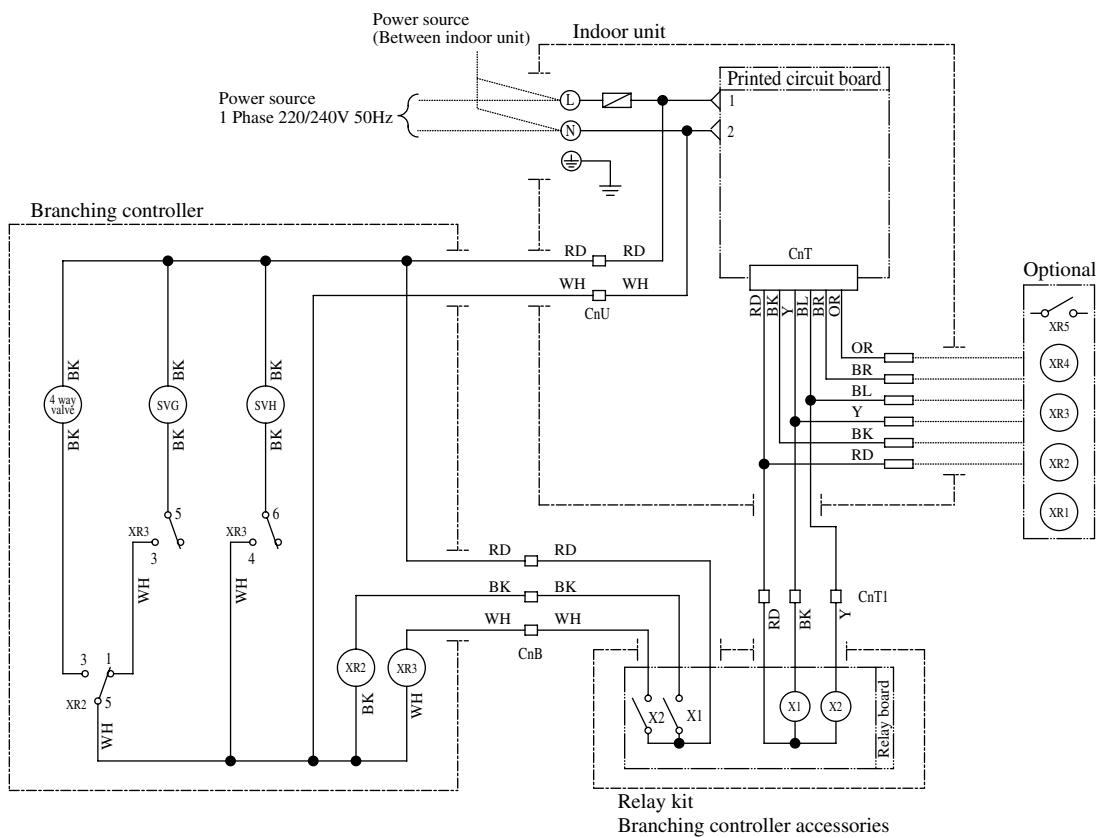 Power source
(Between indoor unit)
Indoor unit
Printed circuit board
Power source
1 Phase 220/240V 50Hz
L
1
N
2
Branching controller
CnT
RD RD
WH WH
CnU
RD
BK
Y
BL
BR
OR
Optional
XR5
XR4
XR3
XR2
XR1
OR
BR
BL
Y
BK
RD
BK
BK
BK
4 way
valve
SVG
SVH
BK
BK
BK
5
XR3
3
6
XR3
4
WH
WH
RD RD
BK BK
WH WH
CnB
CnT1
RD
BK
Y
3
1
XR2
5
WH
XR2
XR3
BK
WH
X2
X1
X1
X2
Relay board
Relay kit
Branching controller accessories